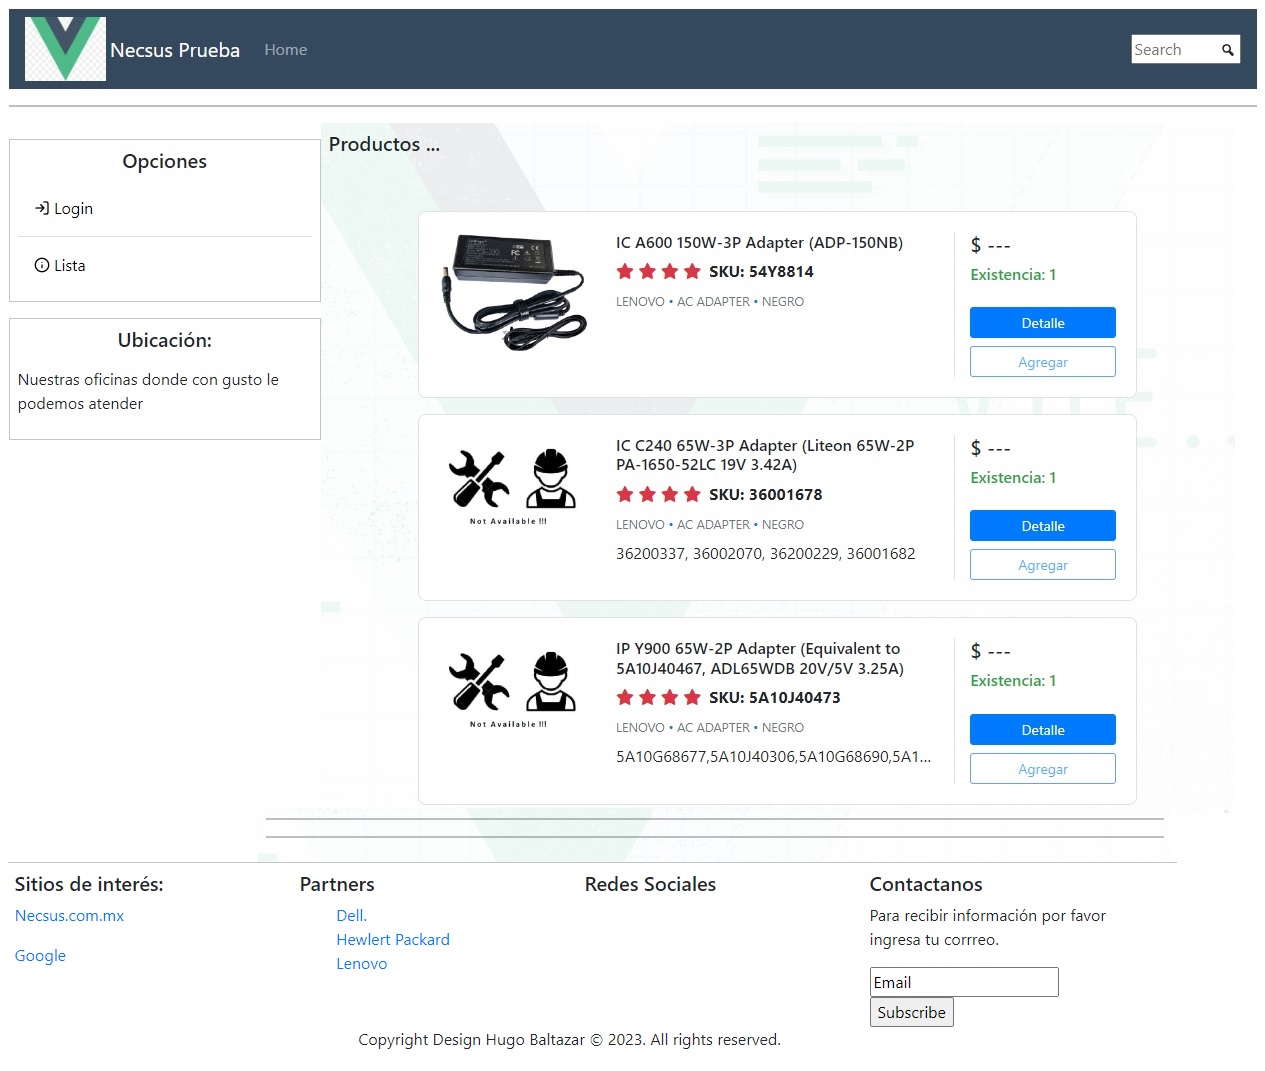 Necsus Prueba
Home
Search
Opciones
Login
Lista
Ubicación:
Nuestras oficinas donde con gusto le
podemos atender
Productos ...
IC A600 150W-3P Adapter (ADP-150NB)
SKU: 54Y8814
LENOVO • AC ADAPTER • NEGRO
$ ---
Existencia: 1
Detalle
Agregar
Not Available !!!
IC C240 65W-3P Adapter (Liteon 65W-2P
PA-1650-52LC 19V 3.42A)
SKU: 36001678
LENOVO • AC ADAPTER • NEGRO
36200337, 36002070, 36200229, 36001682
$ ---
Existencia: 1
Detalle
Agregar
Not Available !!!
IP Y900 65W-2P Adapter (Equivalent to
5A10J40467, ADL65WDB 20V/5V 3.25A)
SKU: 5A10J40473
LENOVO • AC ADAPTER • NEGRO
5A10G68677,5A10J40306,5A10G68690,5A1...
$ ---
Existencia: 1
Detalle
Agregar
Sitios de interés:
Necsus.com.mx
Google
Partners
Dell.
Hewlert Packard
Lenovo
Redes Sociales
Contactanos
Para recibir información por favor
ingresa tu corrreo.
Email
Subscribe
Copyright Design Hugo Baltazar © 2023. All rights reserved.